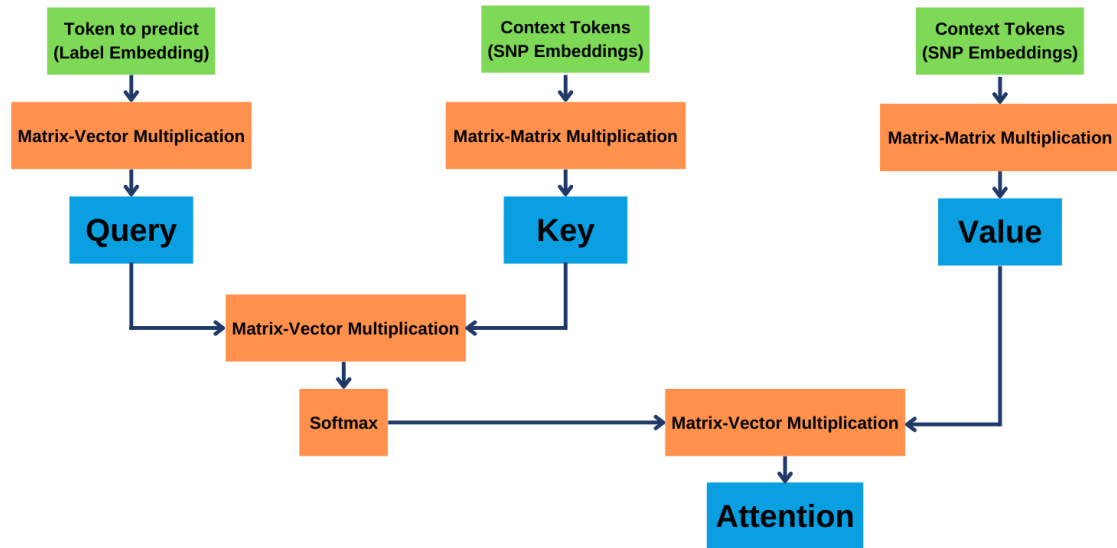 Token to predict
(Label Embedding)
Context Tokens
(SNP Embeddings)
Context Tokens
(SNP Embeddings)
Matrix-Vector Multiplication
Matrix-Matrix Multiplication
Matrix-Matrix Multiplication
Query
Key
Value
Matrix-Vector Multiplication
Softmax
Matrix-Vector Multiplication
Attention